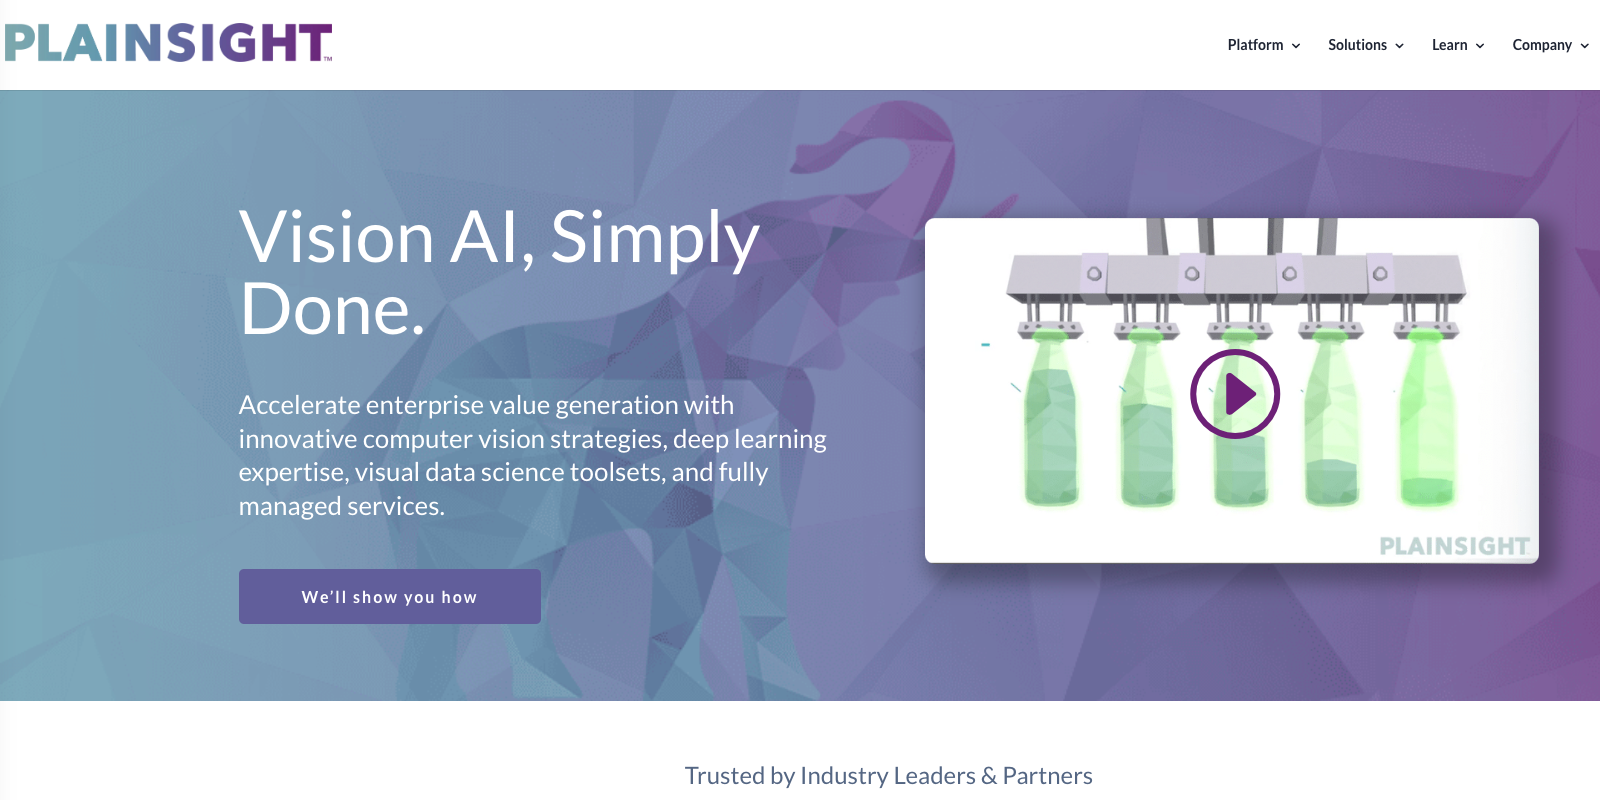 PLAINSIGHT™
Platform
Solutions
Learn
Company
Vision AI, Simply
Done.
Accelerate enterprise value generation with
innovative computer vision strategies, deep learning
expertise, visual data science toolsets, and fully
managed services.
We'll show you how
PLAINSIGHT
Trusted by Industry Leaders & Partners